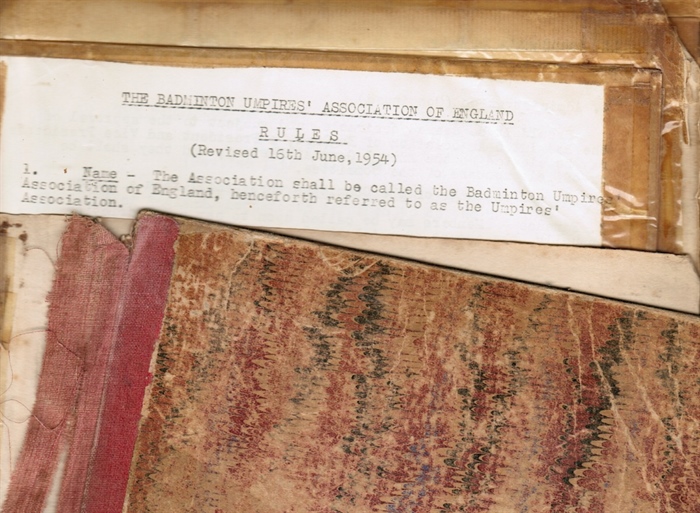 THE BADMINTON UMPIRES' ASSOCIATION OF ENGLAND
RULES
(Revised 16th June, 1954)
1. Name - The Association shall be called the Badminton Umpires'
Association of England, henceforth referred to as the Umpires'
Association.